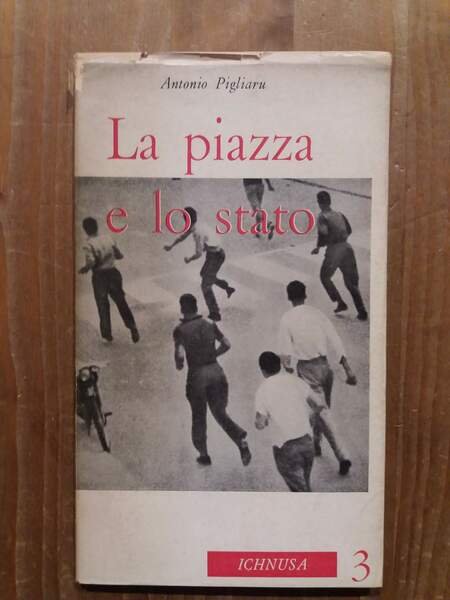 Antonio Pigliaru
La piazza
e lo stato
ICHNUSA
3